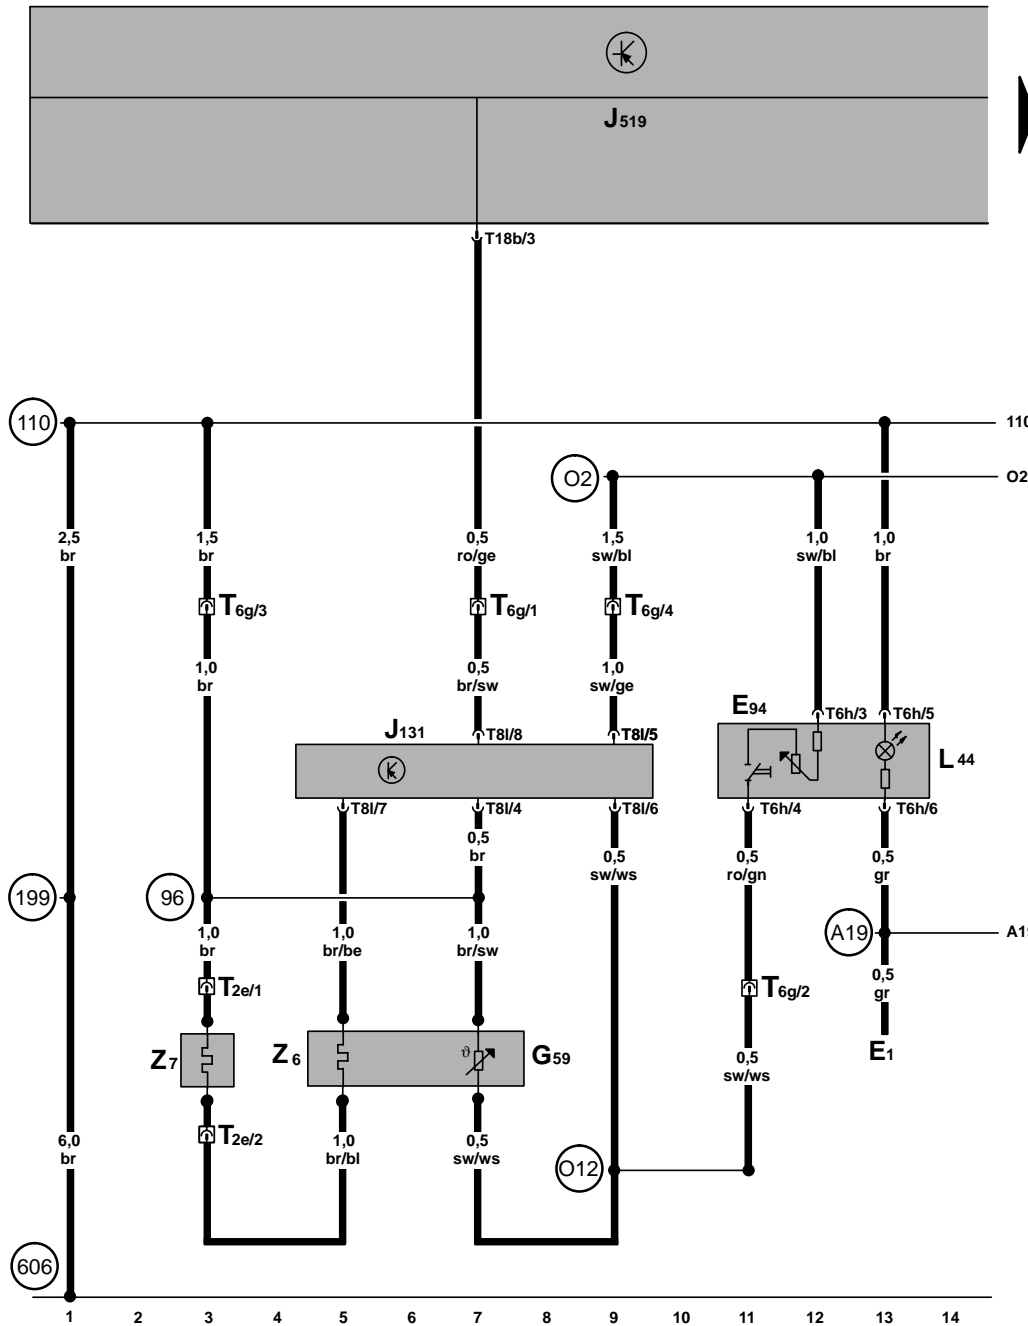 J519
T18b/3
110
110
O2
O2
2,5
br
1,5
br
0,5
ro/ge
1,5
sw/bl
1,0
sw/bl
1,0
br
T6g/3
T6g/1
T6g/4
1,0
br
0,5
br/sw
1,0
sw/ge
E94
T6h/3
T6h/5
J131
T8l/8
T8l/5
L44
T8l/7
T8l/4
T8l/6
T6h/4
T6h/6
0,5
br
0,5
sw/ws
0,5
ro/gn
0,5
gr
199
96
1,0
br
1,0
br/be
1,0
br/sw
A19
T2e/1
T6g/2
0,5
gr
Z7
Z6
ϑ
G59
E1
0,5
sw/ws
6,0
br
T2e/2
1,0
br/bl
0,5
sw/ws
O12
606
1 2 3 4 5 6 7 8 9 10 11 12 13 14